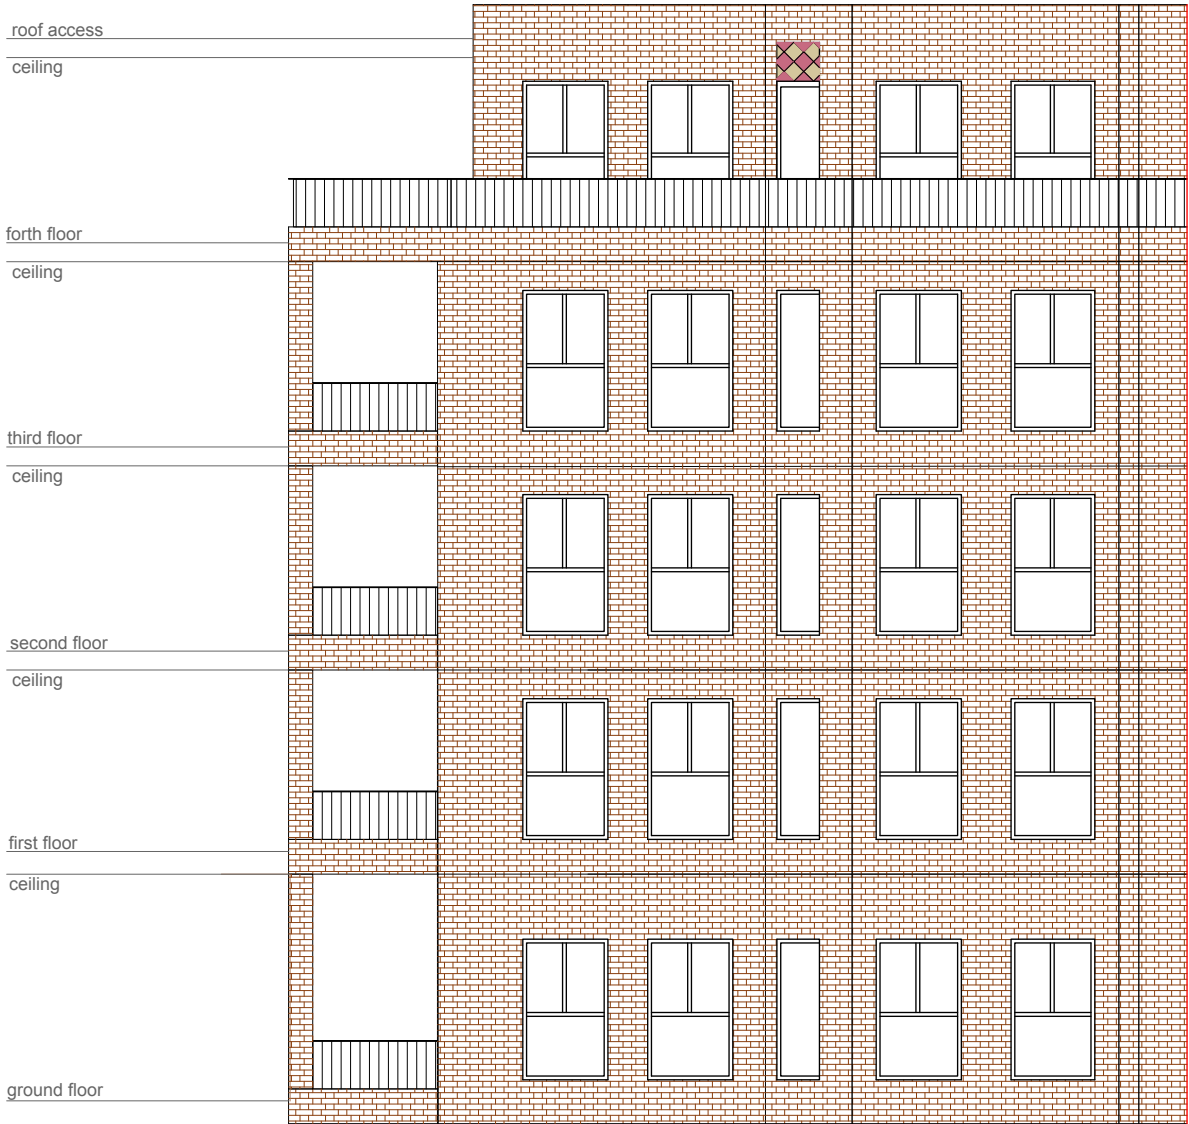 roof access
ceiling
forth floor
ceiling
third floor
ceiling
second floor
ceiling
first floor
ceiling
ground floor